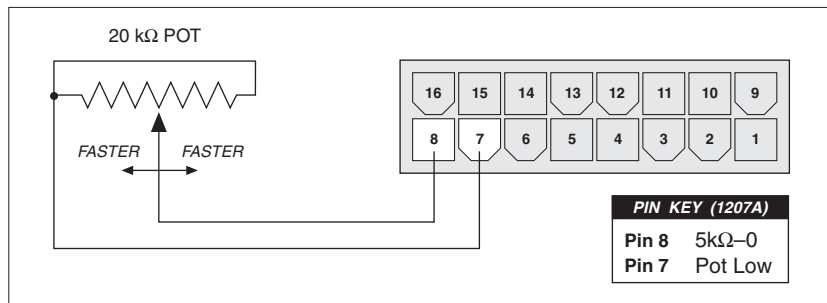 20 kΩ POT
FASTER FASTER
16 15 14 13 12 11 10 9
8 7 6 5 4 3 2 1
PIN KEY (1207A)
Pin 8 5kΩ–0
Pin 7 Pot Low